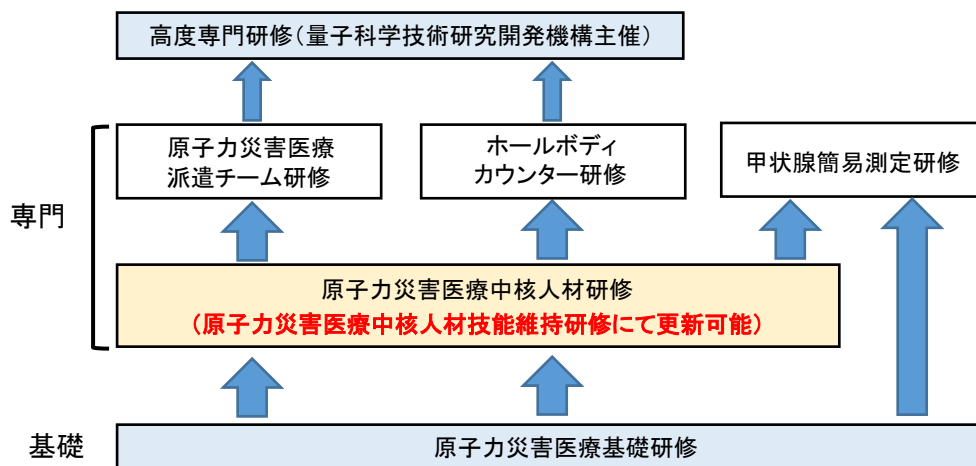 高度専門研修（量子科学技術研究開発機構主催）
原子力災害医療
派遣チーム研修
ホールボディ
カウンター研修
甲状腺簡易測定研修
専門
原子力災害医療中核人材研修
（原子力災害医療中核人材技能維持研修にて更新可能）
基礎
原子力災害医療基礎研修